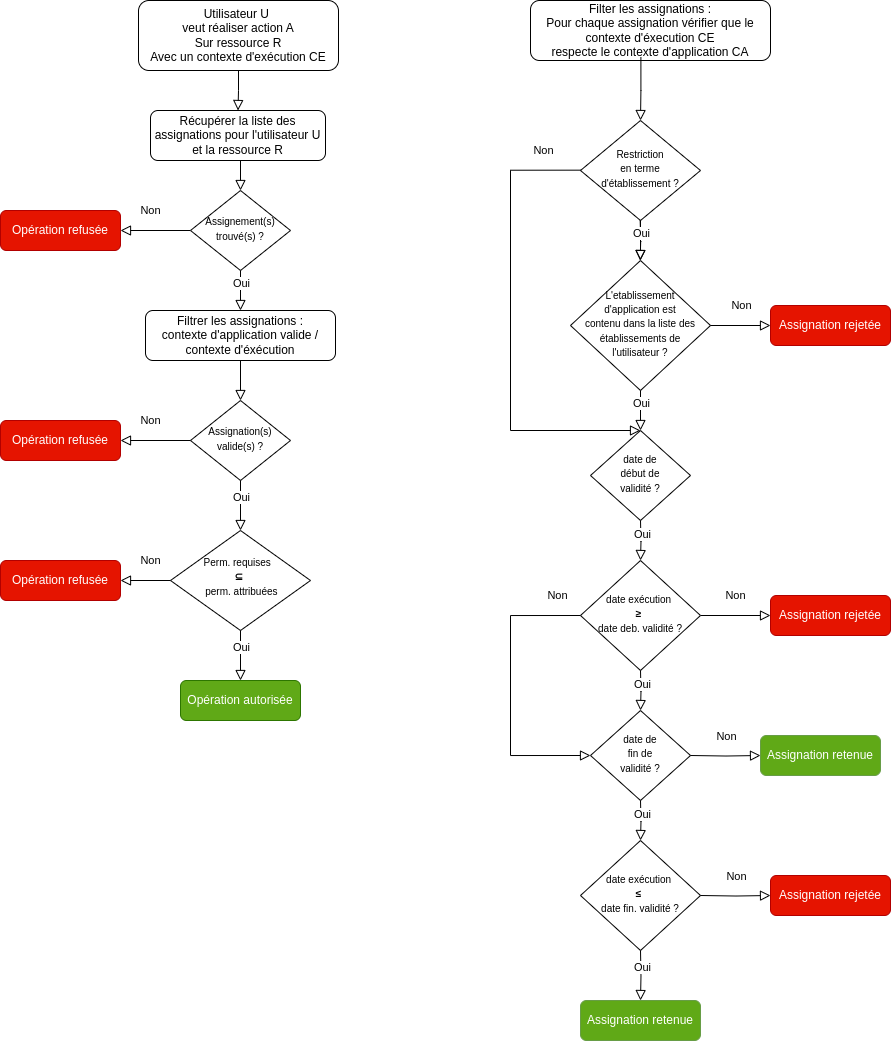 Utilisateur U
veut réaliser action A
Sur ressource R
Avec un contexte d'exécution CE
Récupérer la liste des
assignations pour l'utilisateur U
et la ressource R
Assignement(s)
trouvé(s) ?
Non
Opération refusée
Oui
Filtrer les assignations :
contexte d'application valide /
contexte d'éxécution
Assignation(s)
valide(s) ?
Non
Opération refusée
Oui
Perm. requises
⊆
perm. attribuées
Non
Opération refusée
Oui
Opération autorisée
Filter les assignations :
Pour chaque assignation vérifier que le
contexte d'éxecution CE
respecte le contexte d'application CA
Restriction
en terme
d'établissement ?
Non
Oui
L'etablissement
d'application est
contenu dans la liste des
établissements de
l'utilisateur ?
Non
Assignation rejetée
Oui
date de
début de
validité ?
Oui
date exécution
≥
date deb. validité ?
Non
Non
Assignation rejetée
Oui
date de
fin de
validité ?
Non
Assignation retenue
Oui
date exécution
≤
date fin. validité ?
Non
Assignation rejetée
Oui
Assignation retenue